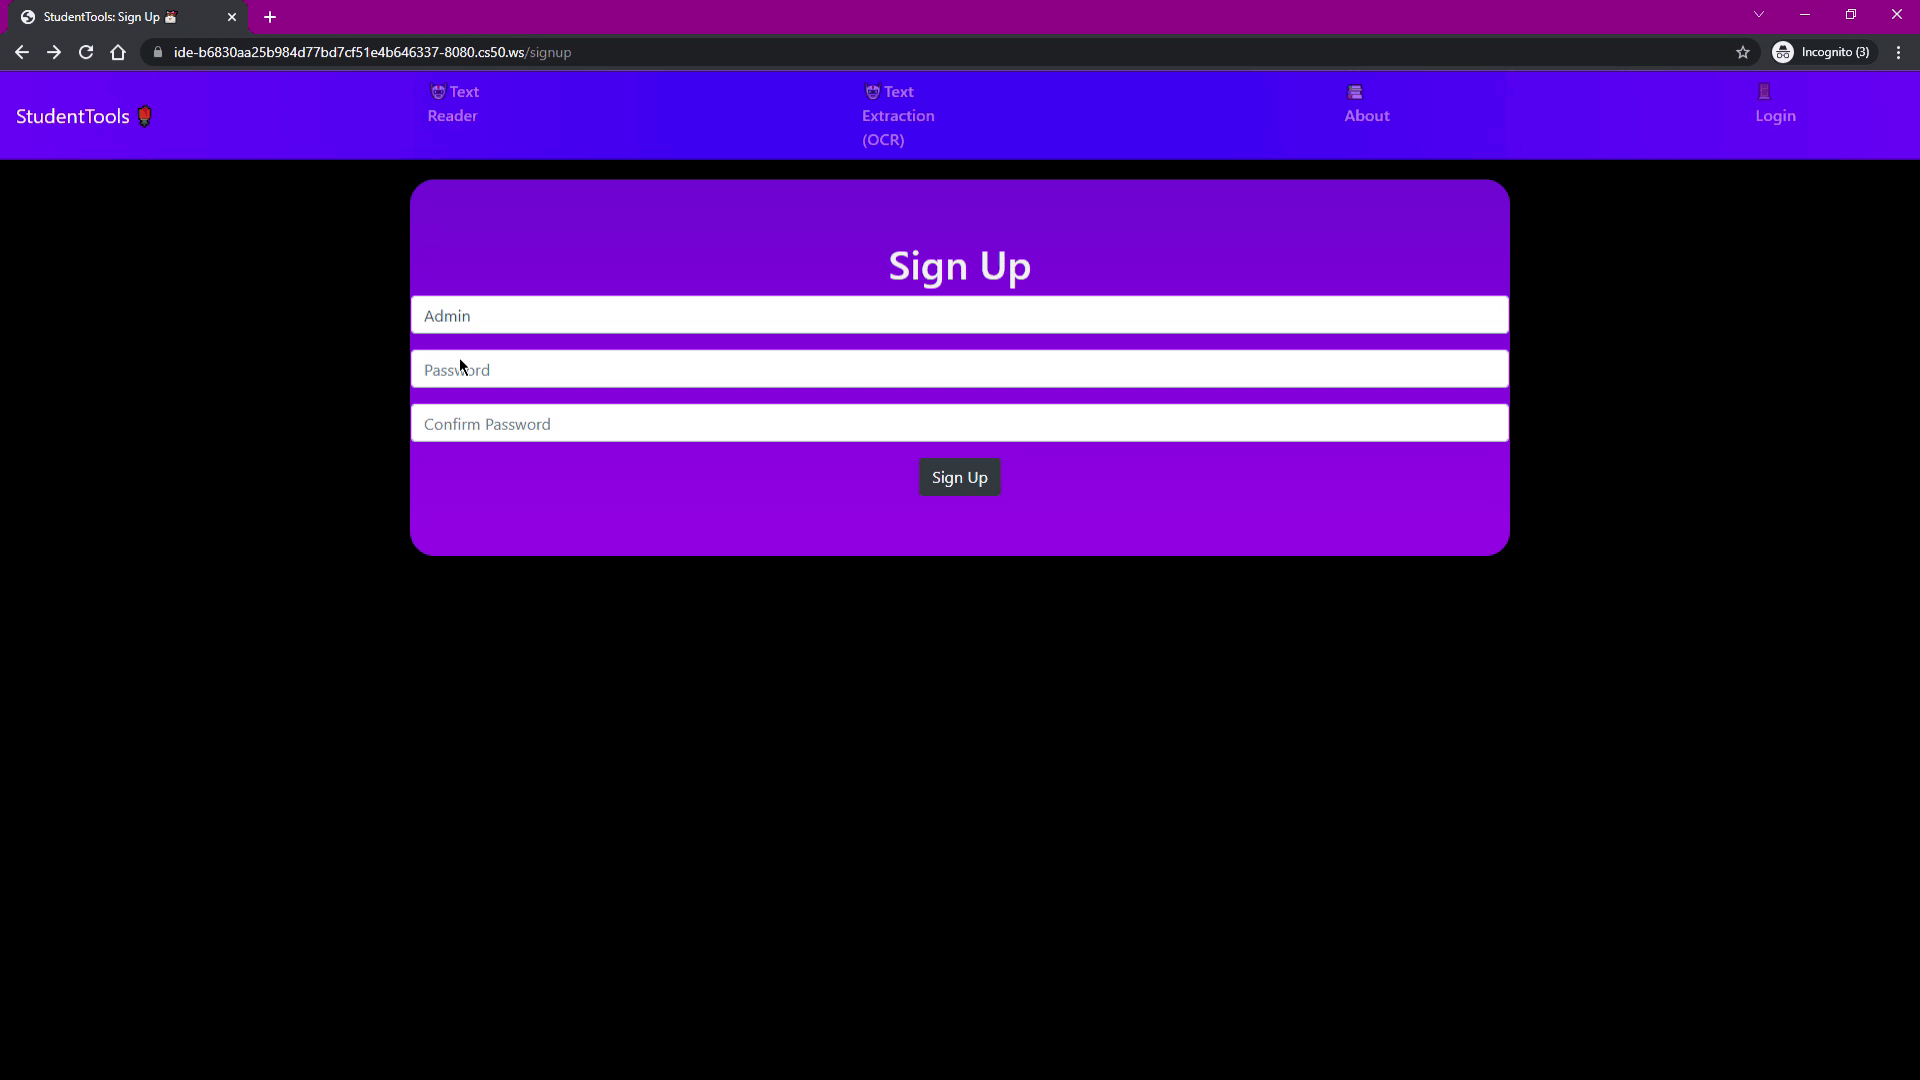 StudentTools: Sign Up
ide-b6830aa25b984d77bd7cf51e4b646337-8080.cs50.ws/signup
Incognito (3)
StudentTools
Text
Reader
Text
Extraction
(OCR)
About
Login
Sign Up
Admin
Password
Confirm Password
Sign Up